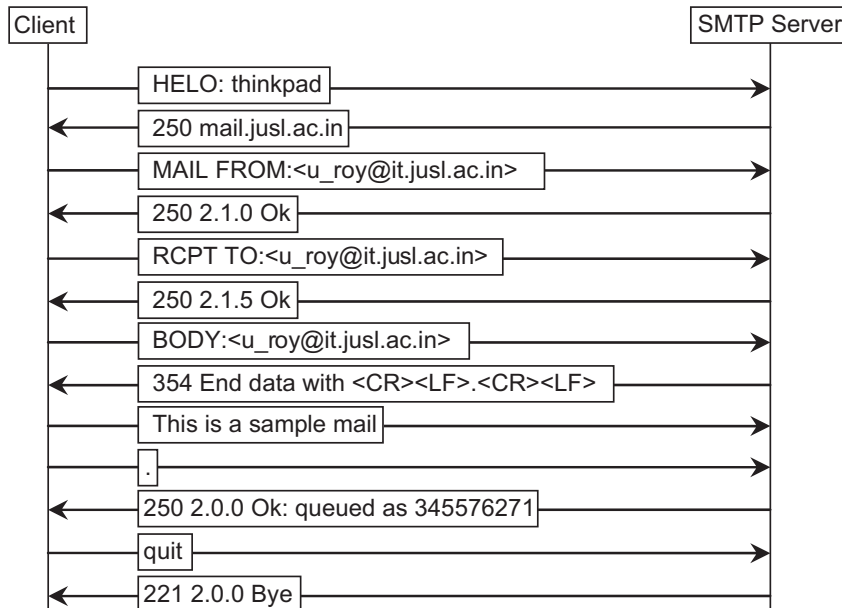 Client
SMTP Server
HELO: thinkpad
250 mail.jusl.ac.in
MAIL FROM:<u_roy@it.jusl.ac.in>
250 2.1.0 Ok
RCPT TO:<u_roy@it.jusl.ac.in>
250 2.1.5 Ok
BODY:<u_roy@it.jusl.ac.in>
354 End data with <CR><LF>.<CR><LF>
This is a sample mail
.
250 2.0.0 Ok: queued as 345576271
quit
221 2.0.0 Bye